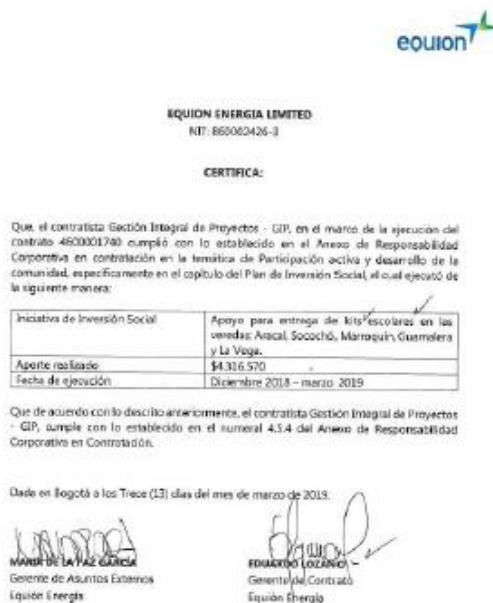 equion
EQUION ENERGIA LIMITED
NIT: 860002426-3
CERTIFICA:
Que, el contratista Gestión Integral de Proyectos - GIP, en el marco de la ejecución del
contrato 4600001740 cumplió con lo establecido en el Anexo de Responsabilidad
Corporativa en contratación en la temática de Participación activa y desarrollo de la
comunidad, específicamente en el capítulo del Plan de Inversión Social, el cual ejecutó de
la siguiente manera:
Iniciativa de Inversión Social
Apoyo para entrega de kits escolares en las
veredas: Aracal, Socochó, Marroquín, Guamalera
y La Vega.
Aporte realizado
$4.316.570
Fecha de ejecución
Diciembre 2018 – marzo 2019
Que de acuerdo con lo descrito anteriormente, el contratista Gestión Integral de Proyectos
- GIP, cumple con lo establecido en el numeral 4.5.4 del Anexo de Responsabilidad
Corporativa en Contratación.
Dada en Bogotá a los Trece (13) días del mes de marzo de 2019.
MARIA DE LA PAZ GARCIA
Gerente de Asuntos Externos
Equión Energía
EDUARDO LOZANO
Gerente de Contrato
Equión Energía